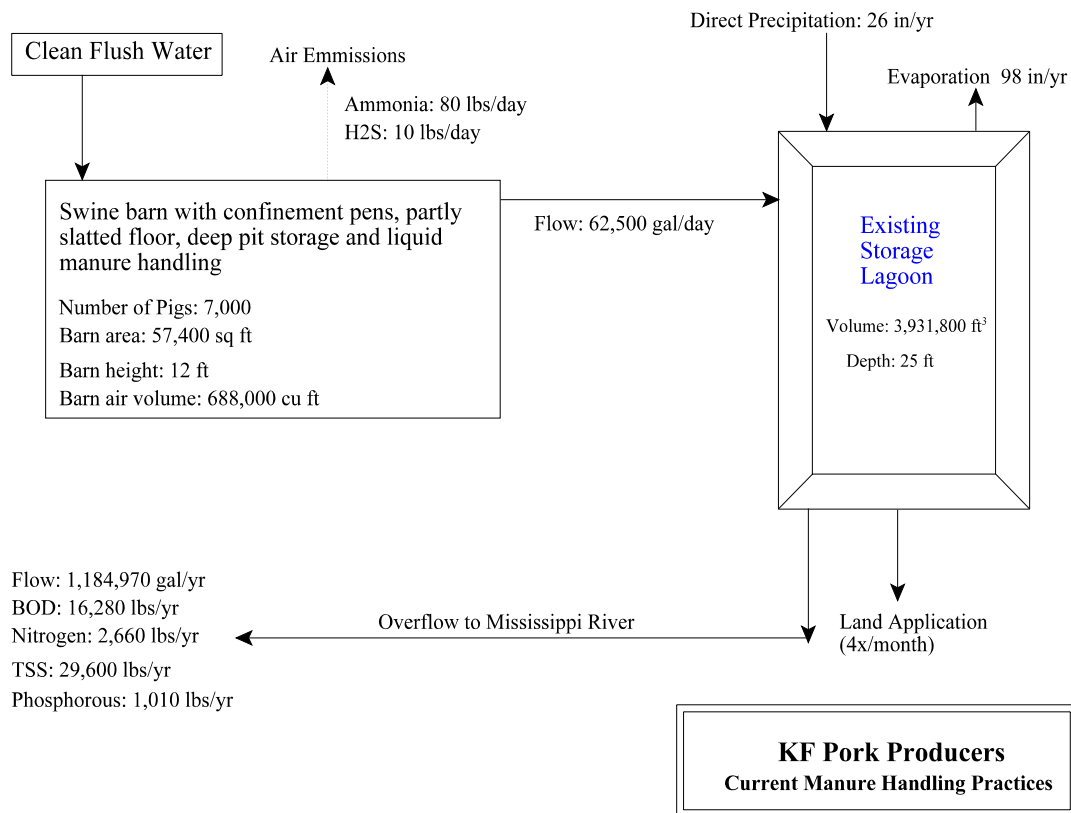 Clean Flush Water
Air Emmissions
Ammonia: 80 lbs/day
H2S: 10 lbs/day
Direct Precipitation: 26 in/yr
Evaporation 98 in/yr
Swine barn with confinement pens, partly
slatted floor, deep pit storage and liquid
manure handling
Number of Pigs: 7,000
Barn area: 57,400 sq ft
Barn height: 12 ft
Barn air volume: 688,000 cu ft
Flow: 62,500 gal/day
Existing
Storage
Lagoon
Volume: 3,931,800 ft³
Depth: 25 ft
Flow: 1,184,970 gal/yr
BOD: 16,280 lbs/yr
Nitrogen: 2,660 lbs/yr
TSS: 29,600 lbs/yr
Phosphorous: 1,010 lbs/yr
Overflow to Mississippi River
Land Application
(4x/month)
KF Pork Producers
Current Manure Handling Practices